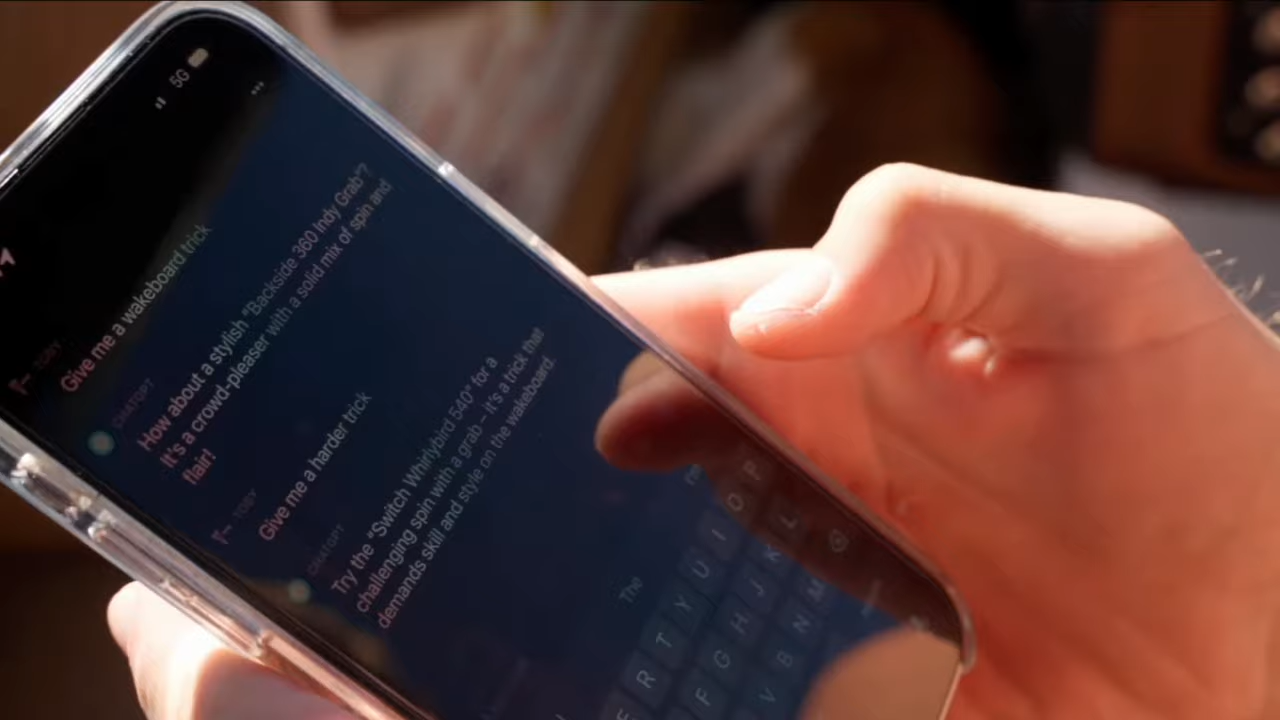 5G
TOBY
Give me a wakeboard trick
CHATGPT
How about a stylish "Backside 360 Indy Grab"?
It's a crowd-pleaser with a solid mix of spin and
flair!
TOBY
Give me a harder trick
CHATGPT
Try the "Switch Whirlybird 540" for a
challenging spin with a grab – it's a trick that
demands skill and style on the wakeboard.
The
E R T Y U I O P
F G H J K L
V B N M